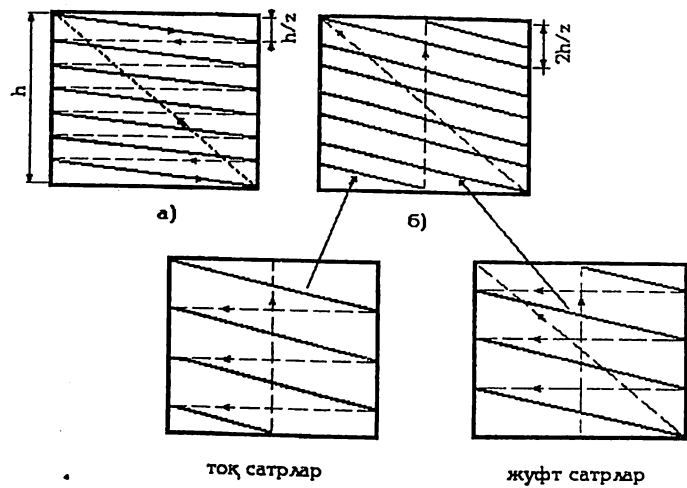 h
h/z
2h/z
а)
б)
тоқ сатрлар
жуфт сатрлар